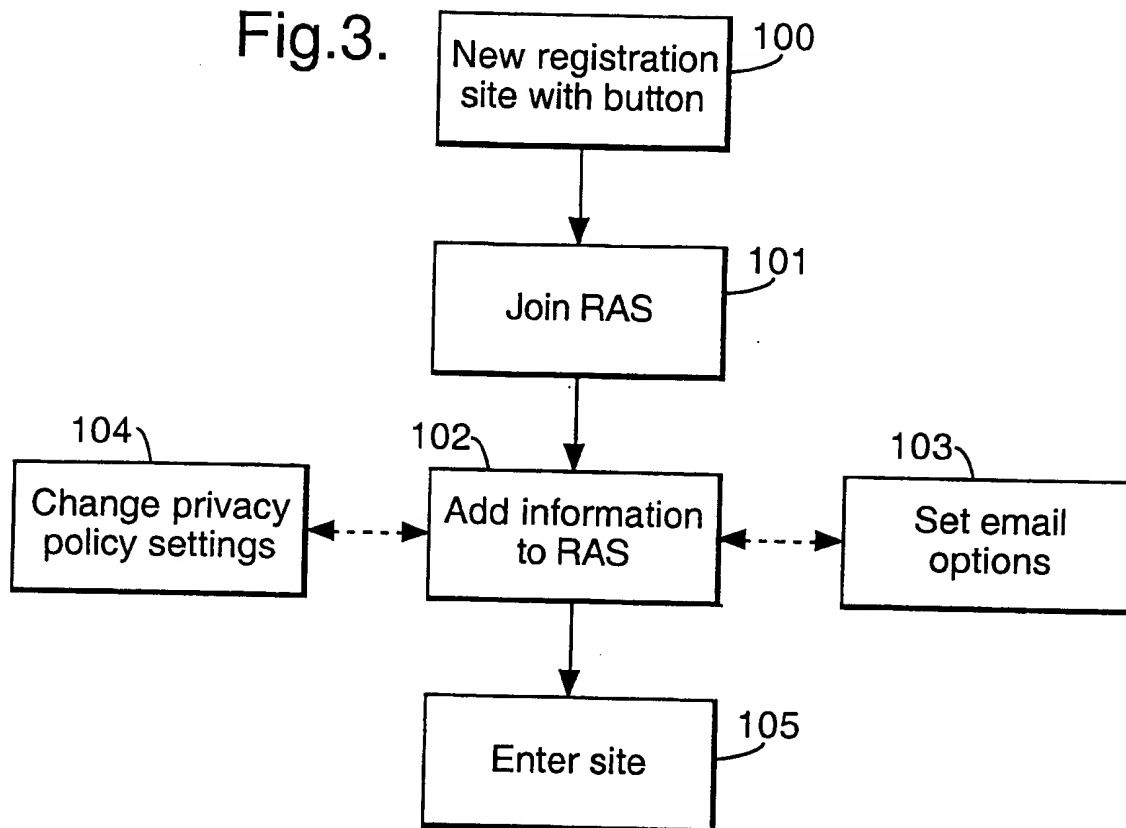 Fig.3.
100
New registration
site with button
101
Join RAS
104
102
103
Change privacy
policy settings
Add information
to RAS
Set email
options
105
Enter site